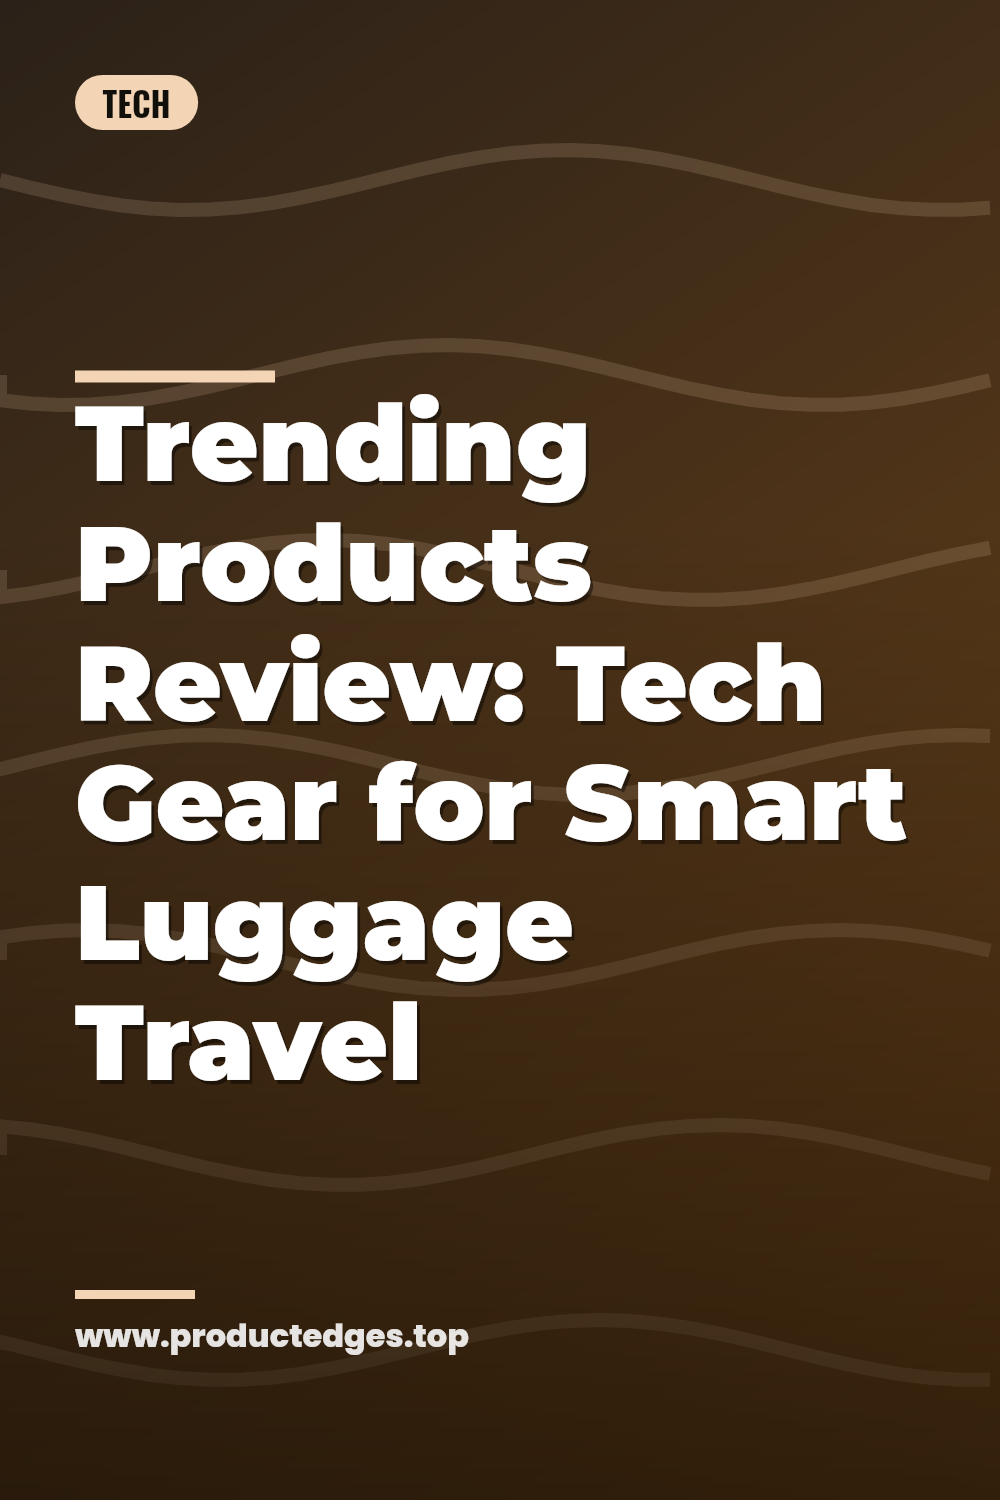 TECH
Trending
Products
Review: Tech
Gear for Smart
Luggage
Travel
www.productedges.top